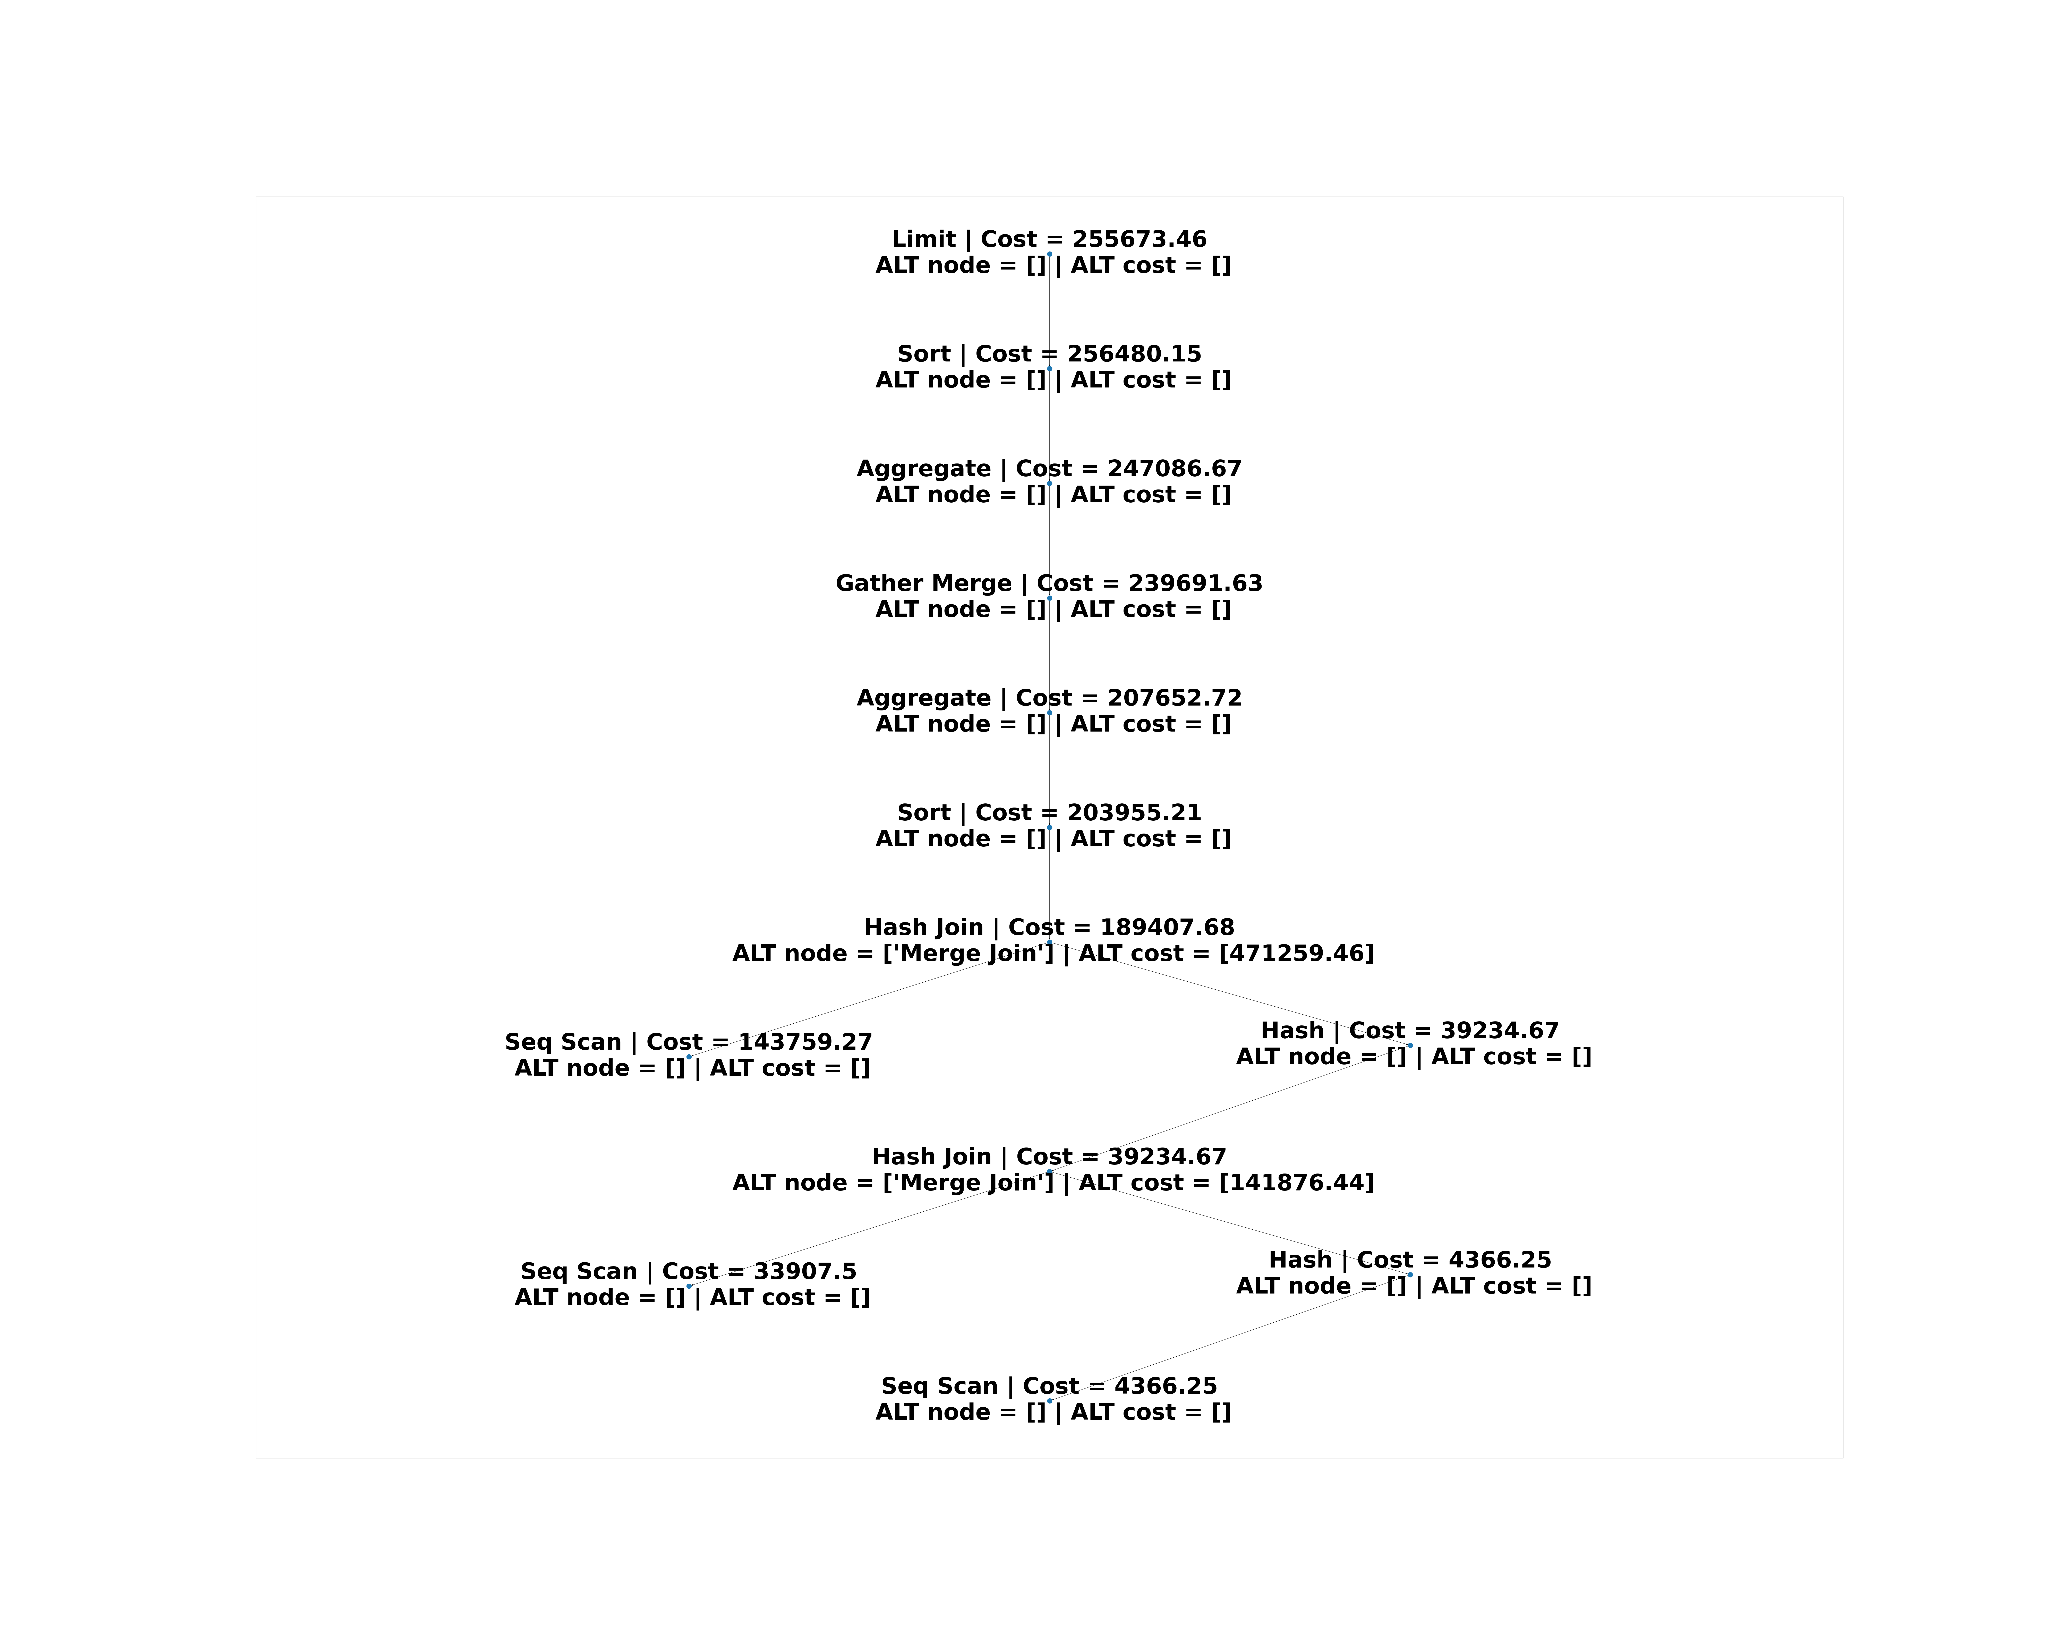 Limit | Cost = 255673.46
ALT node = [] | ALT cost = []
Sort | Cost = 256480.15
ALT node = [] | ALT cost = []
Aggregate | Cost = 247086.67
ALT node = [] | ALT cost = []
Gather Merge | Cost = 239691.63
ALT node = [] | ALT cost = []
Aggregate | Cost = 207652.72
ALT node = [] | ALT cost = []
Sort | Cost = 203955.21
ALT node = [] | ALT cost = []
Hash Join | Cost = 189407.68
ALT node = ['Merge Join'] | ALT cost = [471259.46]
Seq Scan | Cost = 143759.27
ALT node = [] | ALT cost = []
Hash | Cost = 39234.67
ALT node = [] | ALT cost = []
Hash Join | Cost = 39234.67
ALT node = ['Merge Join'] | ALT cost = [141876.44]
Seq Scan | Cost = 33907.5
ALT node = [] | ALT cost = []
Hash | Cost = 4366.25
ALT node = [] | ALT cost = []
Seq Scan | Cost = 4366.25
ALT node = [] | ALT cost = []